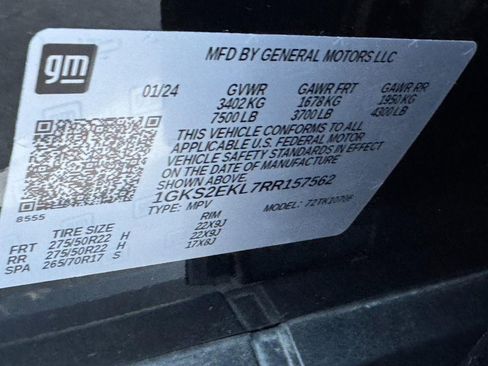 gm
MFD BY GENERAL MOTORS LLC
01/24 GVWR GAWR FRT GAWR RR
3402 KG 1678 KG 1950 KG
7500 LB 3700 LB 4300 LB
THIS VEHICLE CONFORMS TO ALL
APPLICABLE U.S. FEDERAL MOTOR
VEHICLE SAFETY STANDARDS IN EFFECT
ON THE DATE OF MANUFACTURE
SHOWN ABOVE.
1GKS2EKL7RR157562
8555 TYPE: MPV MODEL: 72TK10706
TIRE SIZE RIM
FRT 275/50R22 H 22X9J
RR 275/50R22 H 22X9J
SPA 265/70R17 S 17X8J